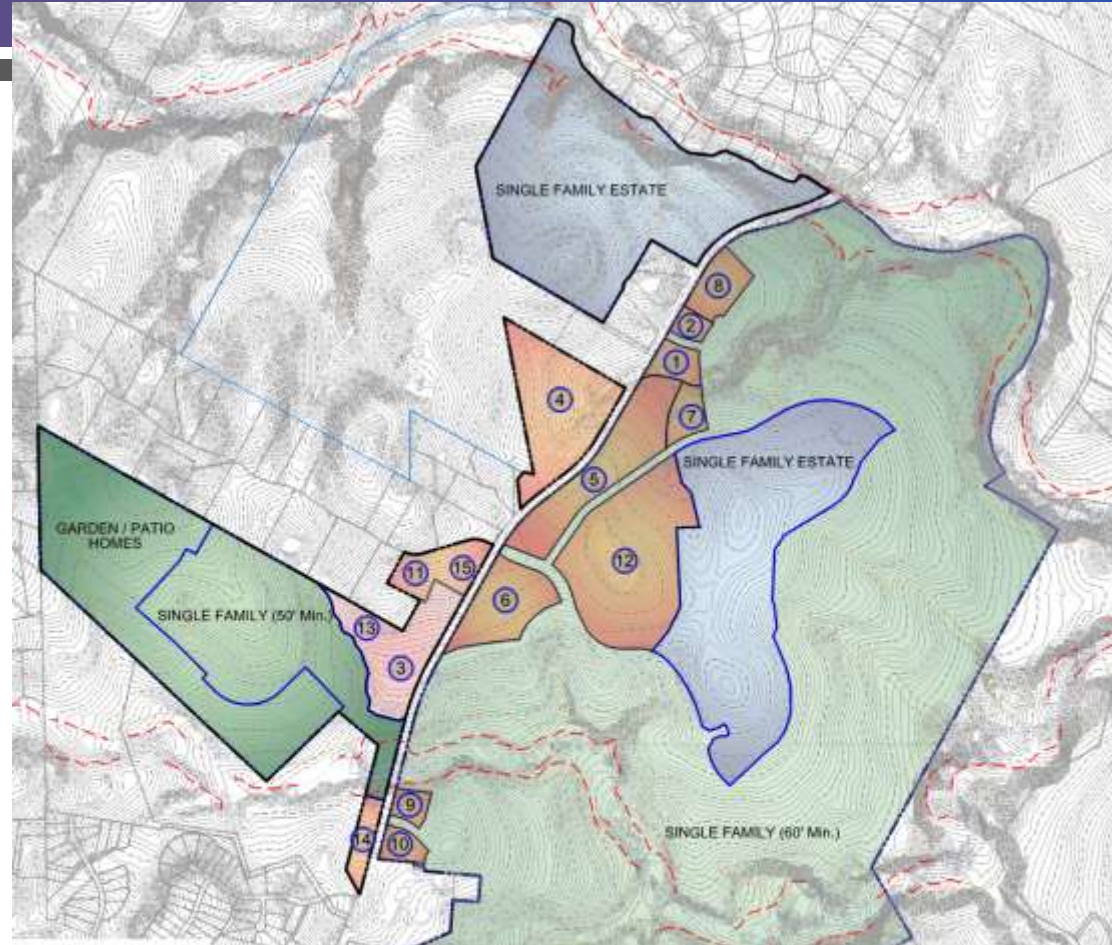 SINGLE FAMILY ESTATE
8
2
1
4
7
SINGLE FAMILY ESTATE
5
GARDEN / PATIO
HOMES
12
11
15
6
SINGLE FAMILY (50' Min.)
13
3
9
SINGLE FAMILY (60' Min.)
14
10